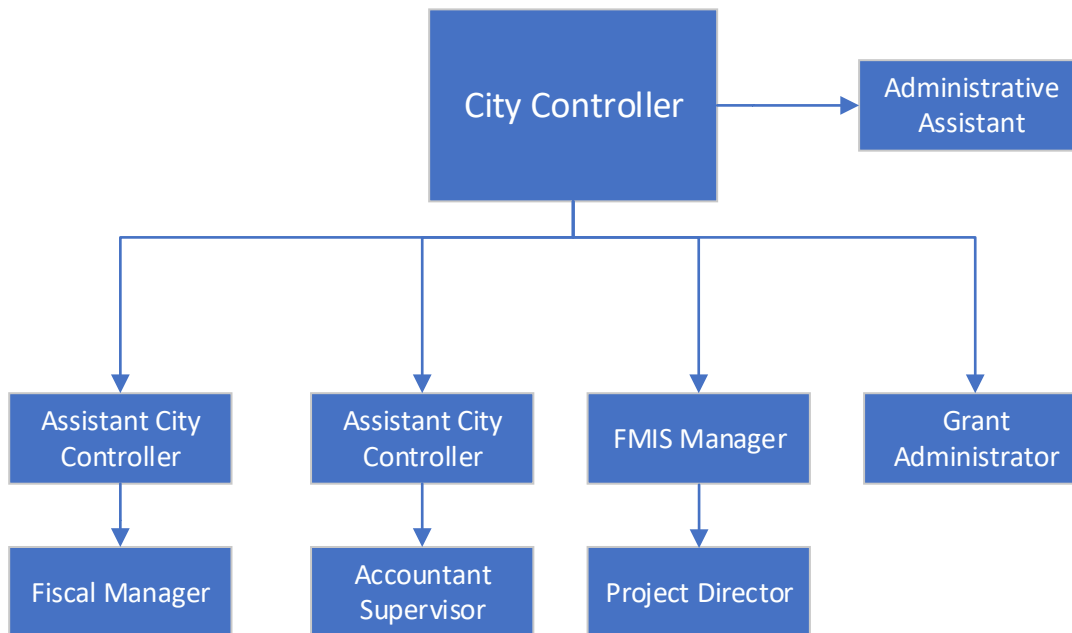 City Controller
Administrative
Assistant
Assistant City
Controller
Assistant City
Controller
FMIS Manager
Grant
Administrator
Fiscal Manager
Accountant
Supervisor
Project Director